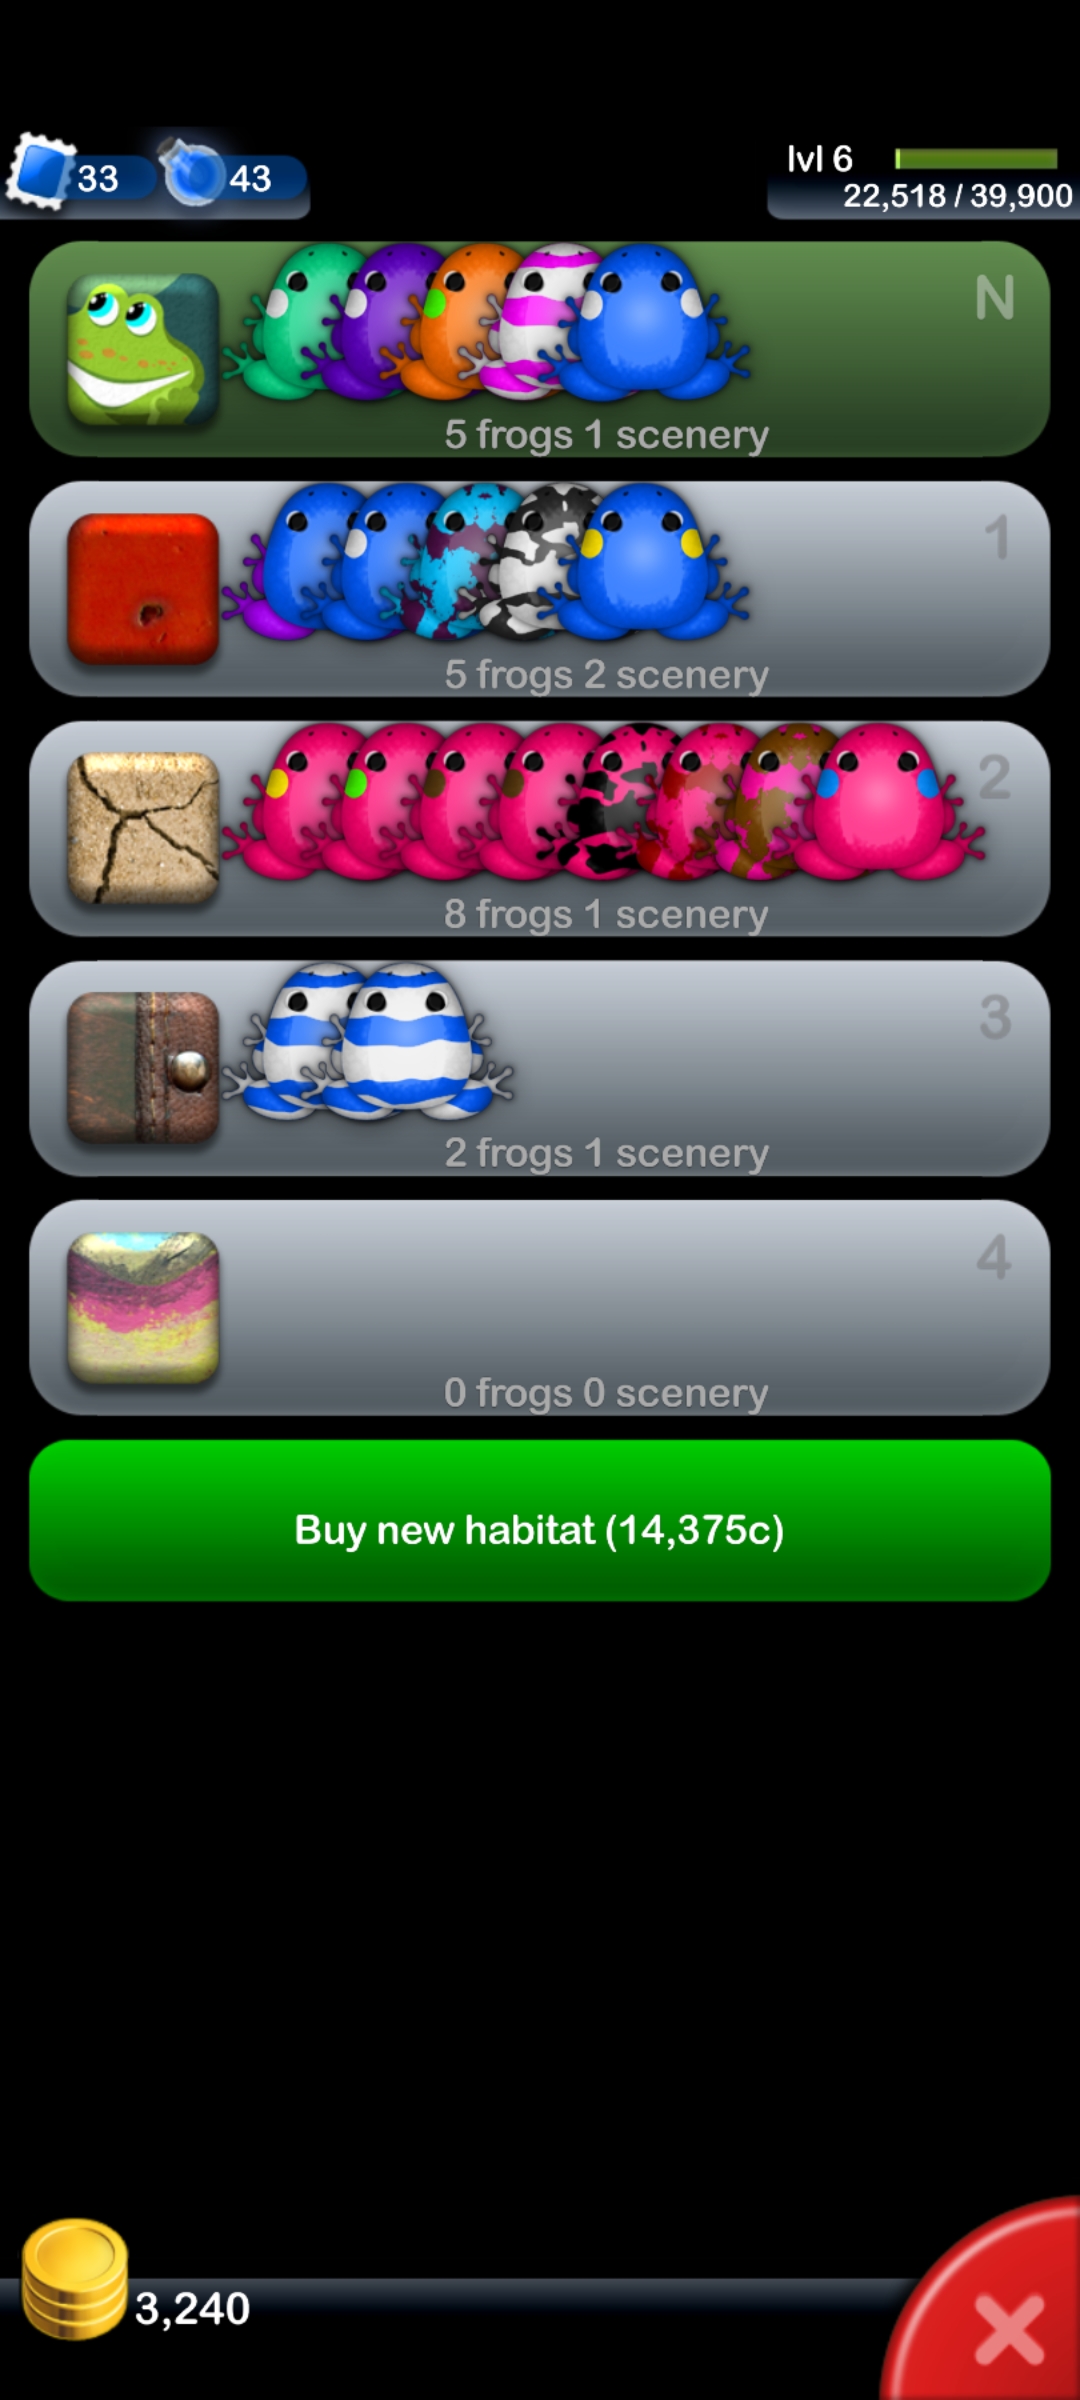 33
43
lvl 6
22,518 / 39,900
N
5 frogs 1 scenery
1
5 frogs 2 scenery
2
8 frogs 1 scenery
3
2 frogs 1 scenery
4
0 frogs 0 scenery
Buy new habitat (14,375c)
3,240